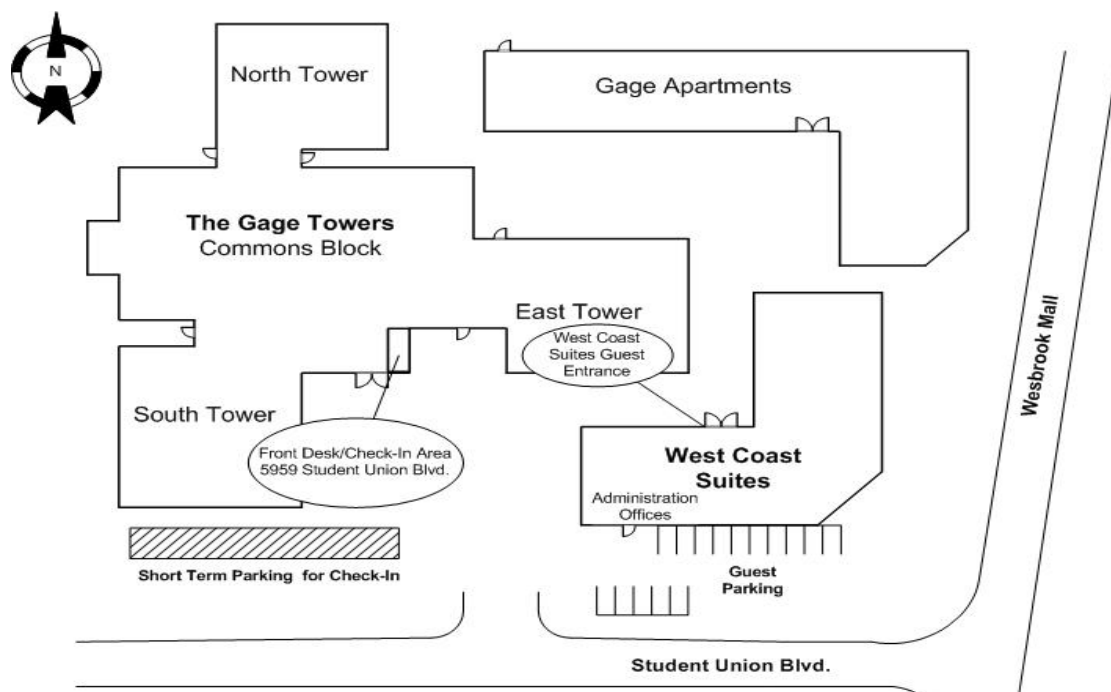 N
North Tower
Gage Apartments
The Gage Towers
Commons Block
East Tower
West Coast
Suites Guest
Entrance
South Tower
Front Desk/Check-In Area
5959 Student Union Blvd.
West Coast
Suites
Administration
Offices
Wesbrook Mall
Short Term Parking for Check-In
Guest
Parking
Student Union Blvd.